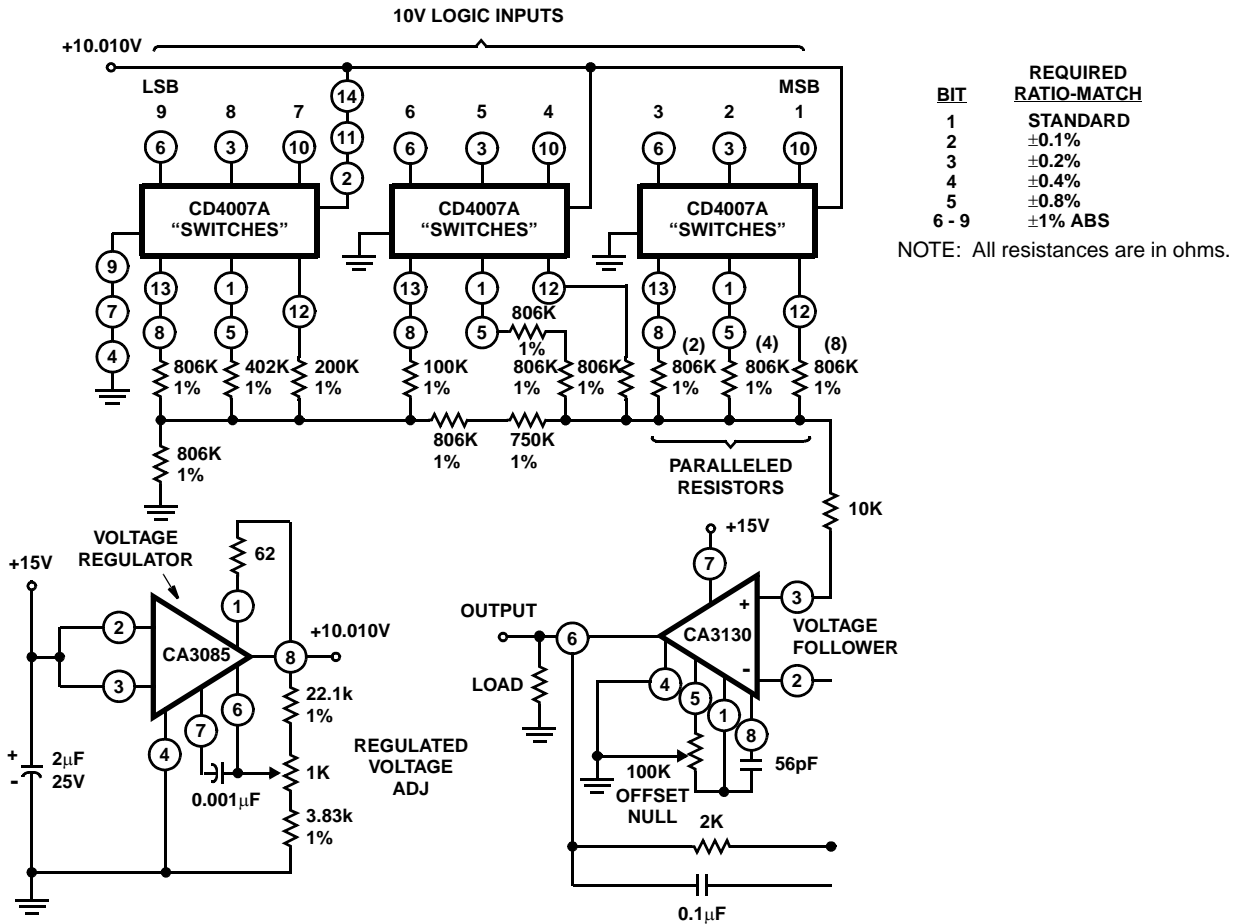 10V LOGIC INPUTS
+10.010V
LSB
MSB
9 8 7 6 5 4 3 2 1
14
11
2
6 3 10
6 3 10
6 3 10
CD4007A
“SWITCHES”
CD4007A
“SWITCHES”
CD4007A
“SWITCHES”
9
7
4
13 1 12
8 5
13 1 12
8 5
13 1 12
8 5
806K
1%
402K
1%
200K
1%
100K
1%
806K
1%
806K
1%
806K
1%
(2)
806K
1%
(4)
806K
1%
(8)
806K
1%
806K
1%
750K
1%
806K
1%
PARALLELED
RESISTORS
10K
REQUIRED
BIT RATIO-MATCH
1 STANDARD
2 ±0.1%
3 ±0.2%
4 ±0.4%
5 ±0.8%
6 - 9 ±1% ABS
NOTE: All resistances are in ohms.
VOLTAGE
REGULATOR
+15V
62
1
2
3
CA3085
8
+10.010V
7
6
4
22.1k
1%
1K
3.83k
1%
0.001μF
+
-
2μF
25V
REGULATED
VOLTAGE
ADJ
+15V
7
OUTPUT
6
CA3130
+
-
3
VOLTAGE
FOLLOWER
2
LOAD
4
5
1
8
100K
OFFSET
NULL
56pF
2K
0.1μF